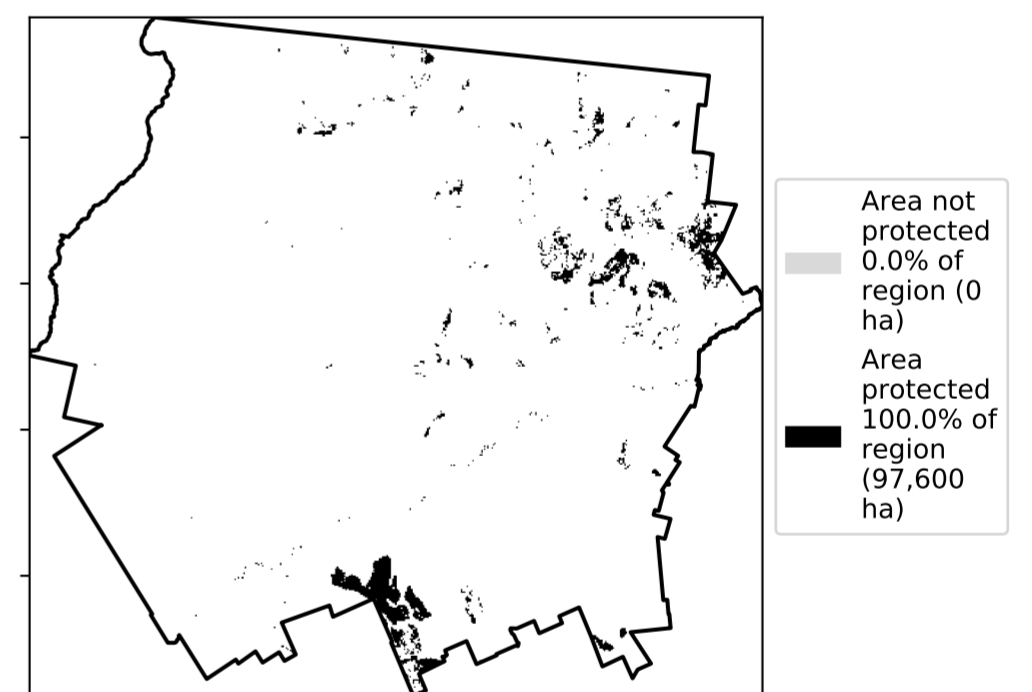 Area not
protected
0.0% of
region (0
ha)
Area
protected
100.0% of
region
(97,600
ha)